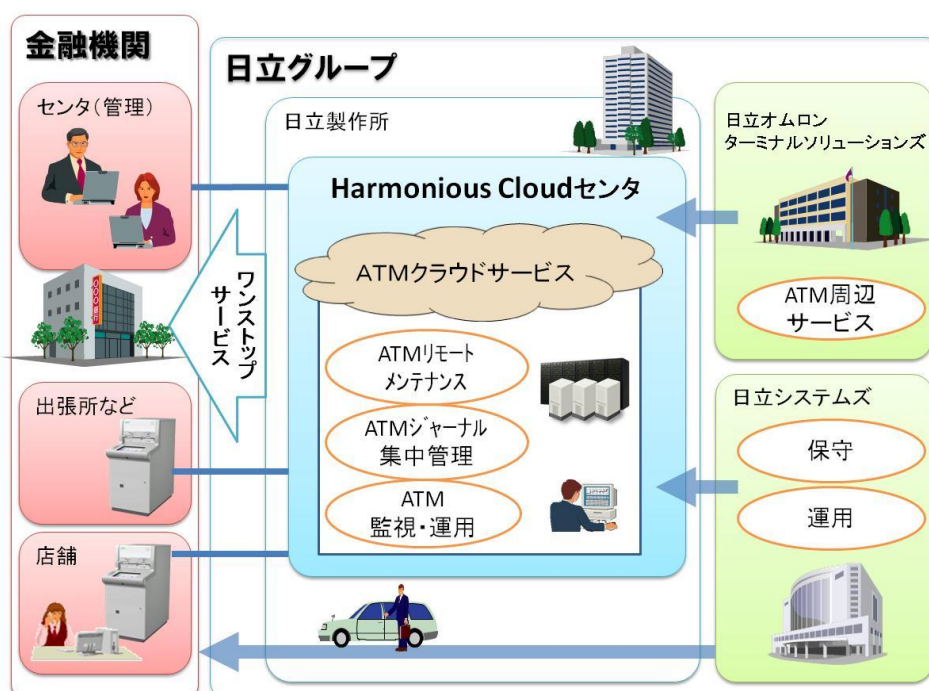 金融機関
センタ(管理)
出張所など
店舗
ワンストップ
サービス
日立グループ
日立製作所
Harmonious Cloudセンタ
ATMクラウドサービス
ATMリモート
メンテナンス
ATMジャーナル
集中管理
ATM
監視・運用
日立オムロン
ターミナルソリューションズ
ATM周辺
サービス
日立システムズ
保守
運用